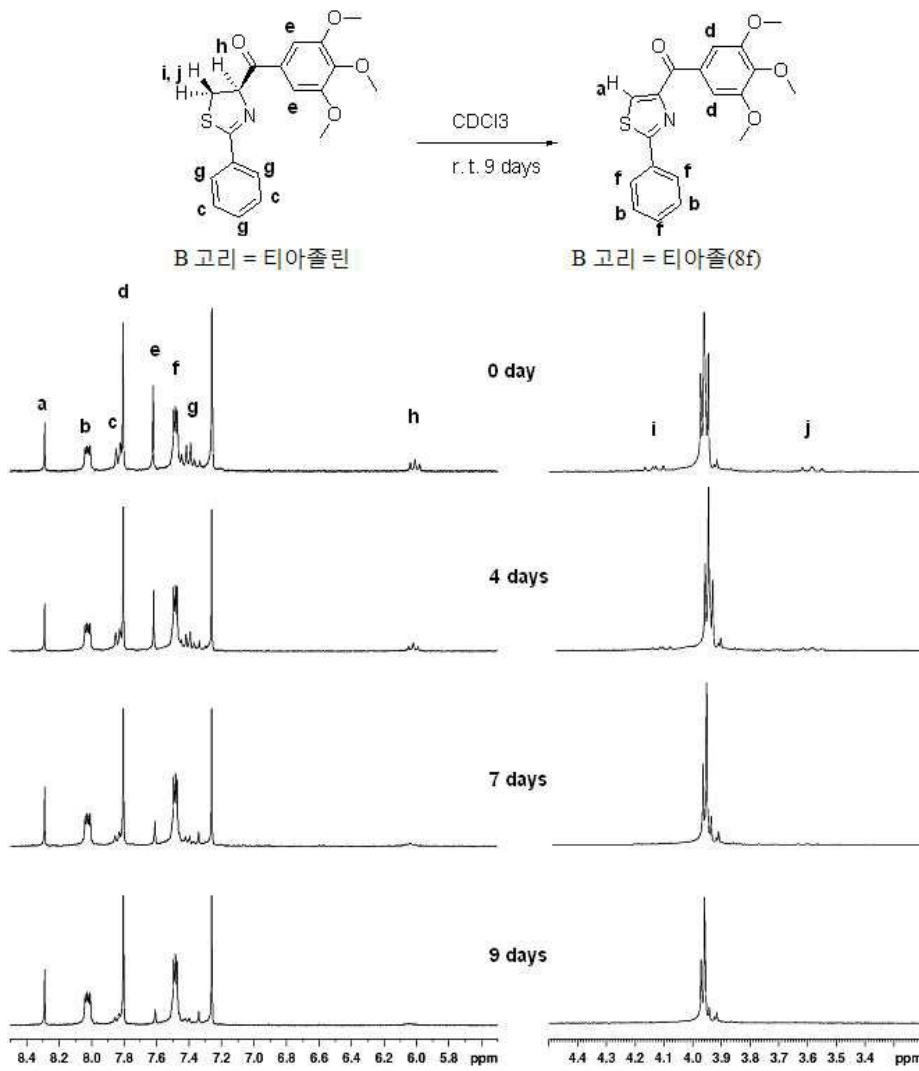 e
h
H
O
O
O
O
i, j
H
H
S
N
e
g
g
c
c
g
CDCl3
r. t. 9 days
d
O
O
O
O
a
H
S
N
d
f
f
b
b
f
B 고리 = 티아졸린
B 고리 = 티아졸(8f)
d
e
f
0 day
a
b
c
g
h
i
j
4 days
7 days
9 days
8.4 8.2 8.0 7.8 7.6 7.4 7.2 7.0 6.8 6.6 6.4 6.2 6.0 5.8 ppm
4.4 4.3 4.2 4.1 4.0 3.9 3.8 3.7 3.6 3.5 3.4 3.3 ppm